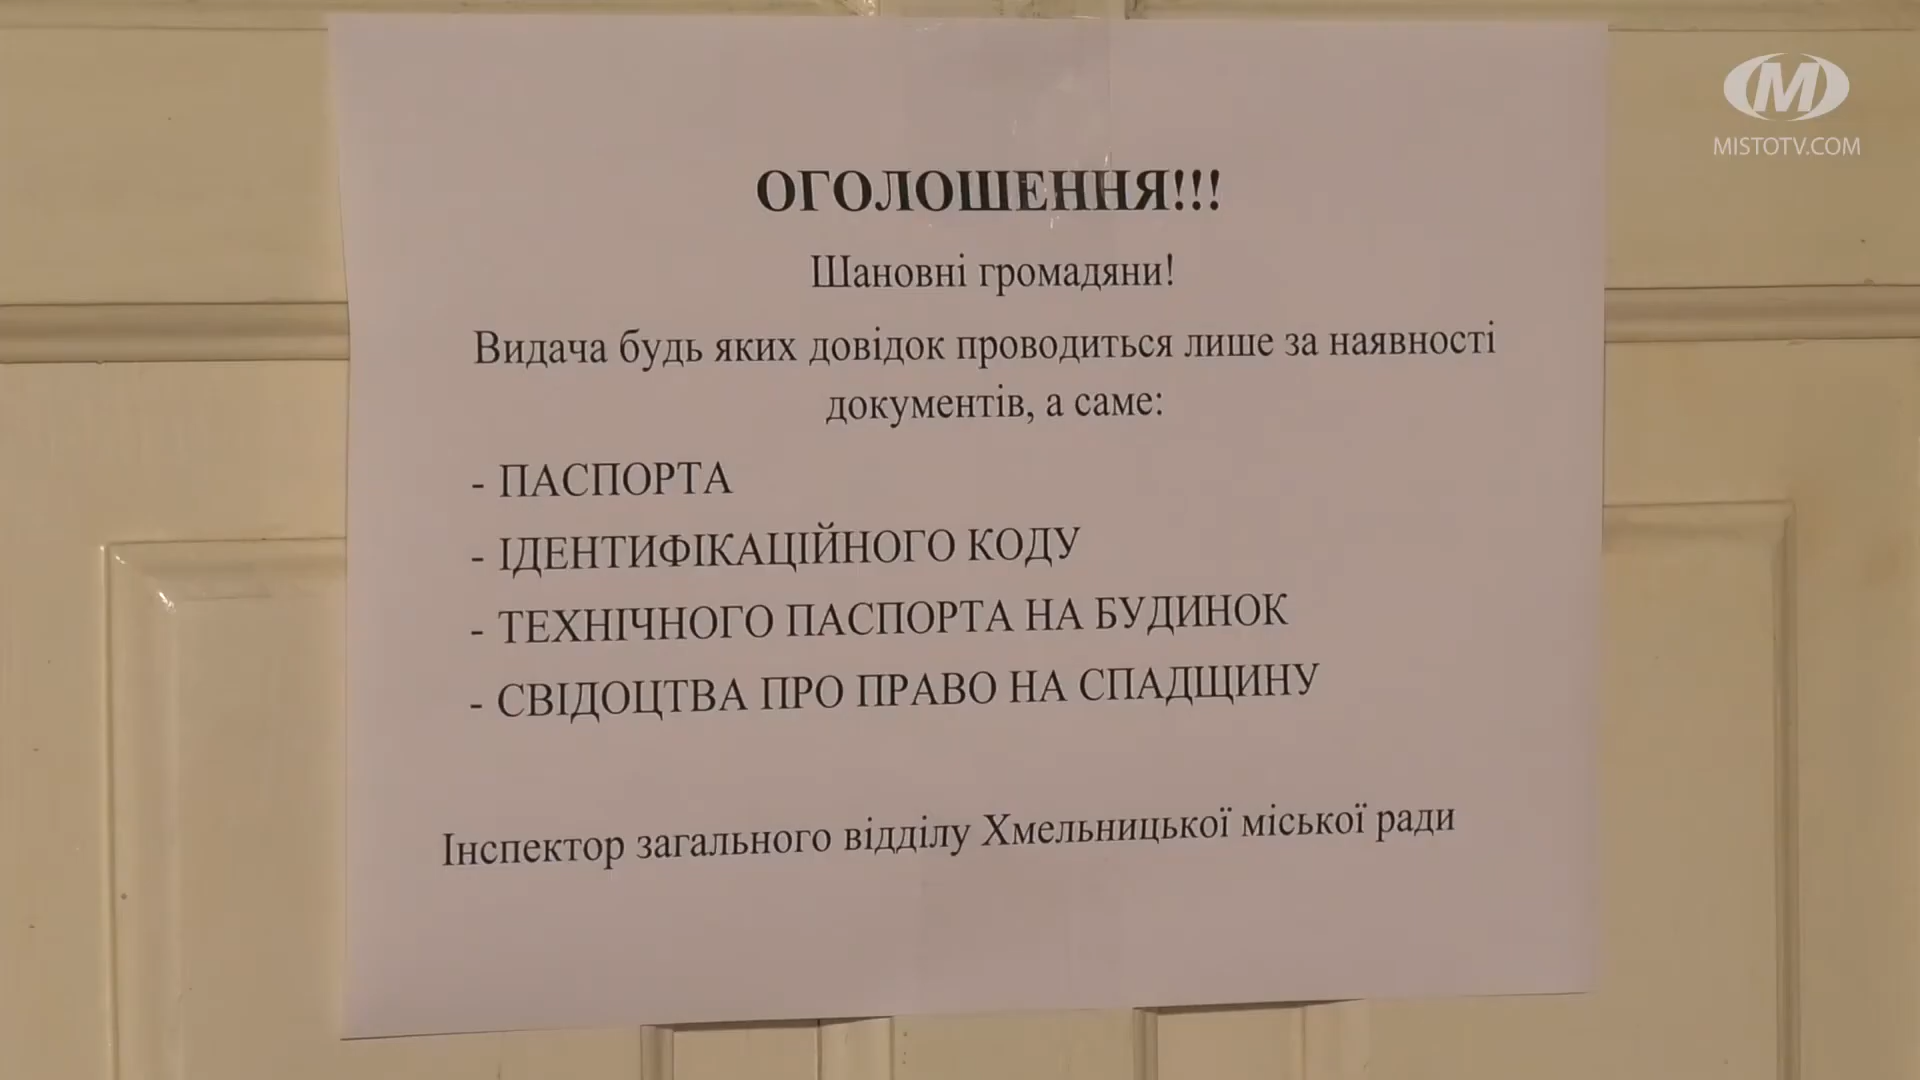 М
MISTOTV.COM
ОГОЛОШЕННЯ!!!
Шановні громадяни!
Видача будь яких довідок проводиться лише за наявності
документів, а саме:
- ПАСПОРТА
- ІДЕНТИФІКАЦІЙНОГО КОДУ
- ТЕХНІЧНОГО ПАСПОРТА НА БУДИНОК
- СВІДОЦТВА ПРО ПРАВО НА СПАДЩИНУ
Інспектор загального відділу Хмельницької міської ради